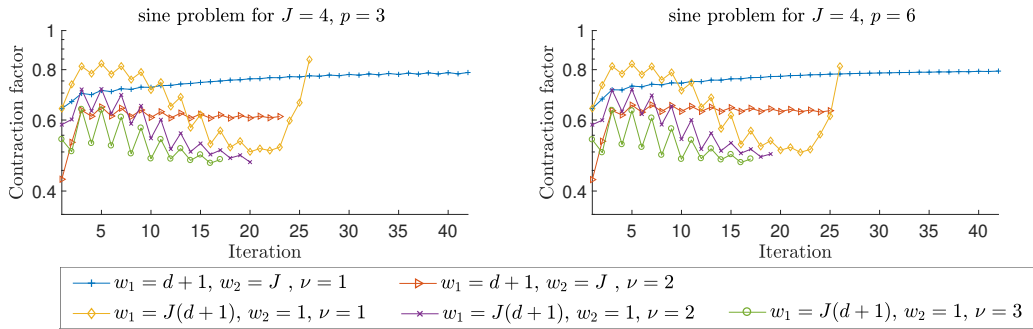 sine problem for J = 4, p = 3
Contraction factor
1
0.8
0.6
0.4
5 10 15 20 25 30 35 40
Iteration
sine problem for J = 4, p = 6
Contraction factor
1
0.8
0.6
0.4
5 10 15 20 25 30 35 40
Iteration
w₁ = d + 1, w₂ = J , ν = 1
w₁ = d + 1, w₂ = J , ν = 2
w₁ = J(d + 1), w₂ = 1, ν = 1
w₁ = J(d + 1), w₂ = 1, ν = 2
w₁ = J(d + 1), w₂ = 1, ν = 3